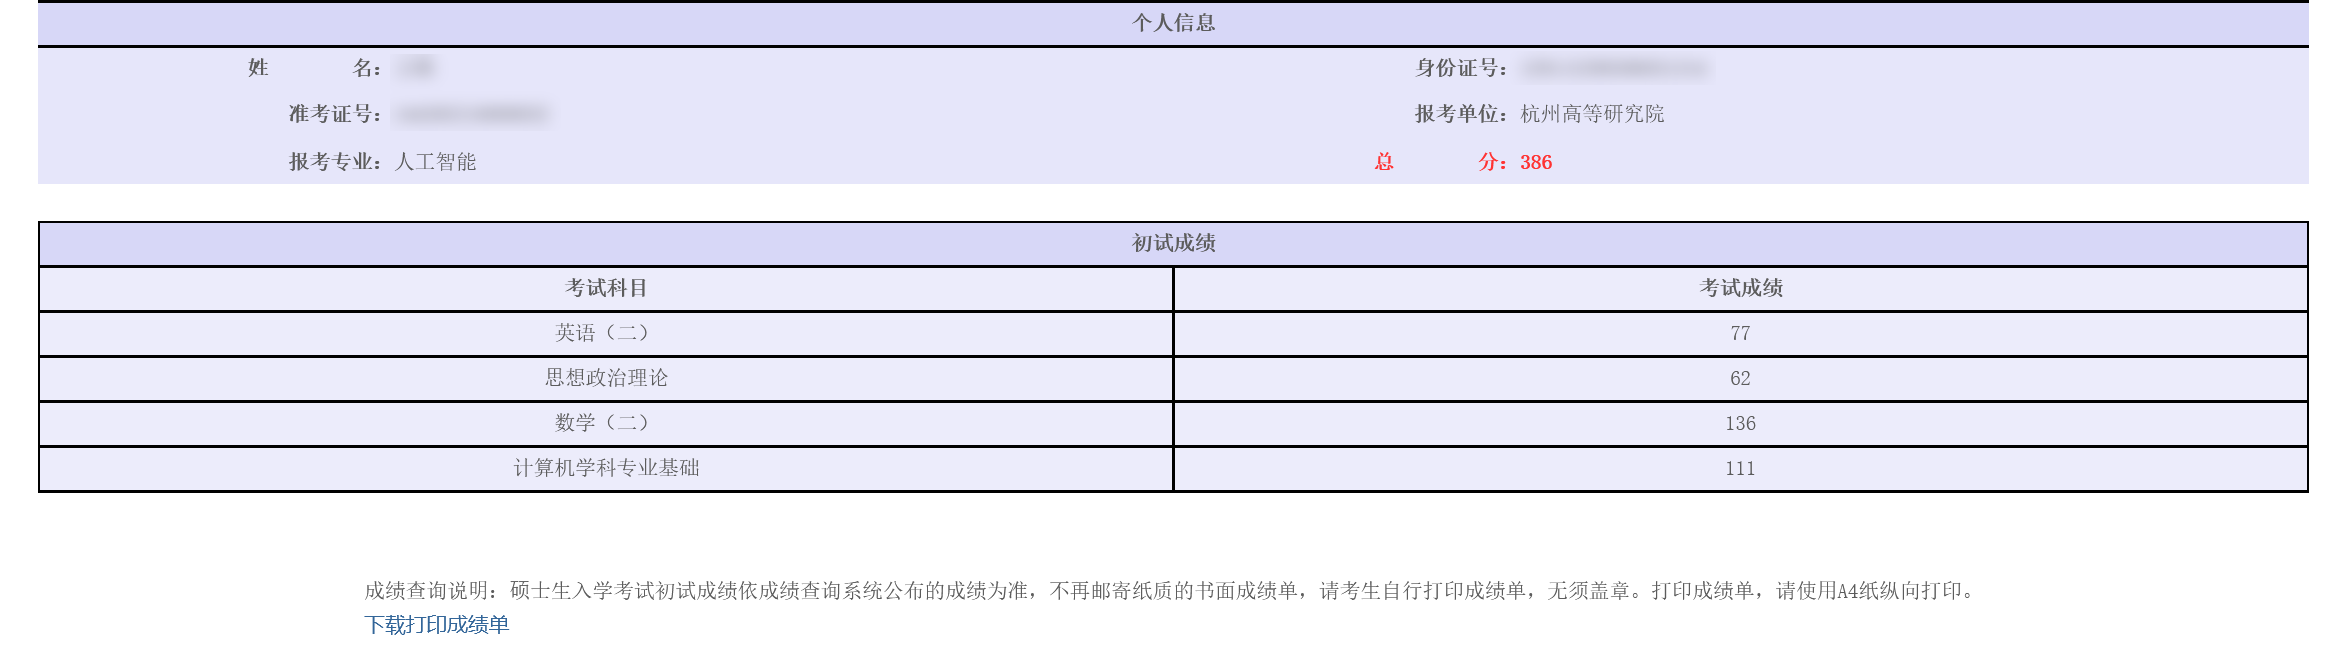 个人信息
姓名：
身份证号：
准考证号：
报考单位：杭州高等研究院
报考专业：人工智能
总分：386
初试成绩
考试科目 考试成绩
英语（二） 77
思想政治理论 62
数学（二） 136
计算机学科专业基础 111
成绩查询说明：硕士生入学考试初试成绩依成绩查询系统公布的成绩为准，不再邮寄纸质的书面成绩单，请考生自行打印成绩单，无须盖章。打印成绩单，请使用A4纸纵向打印。
下载打印成绩单